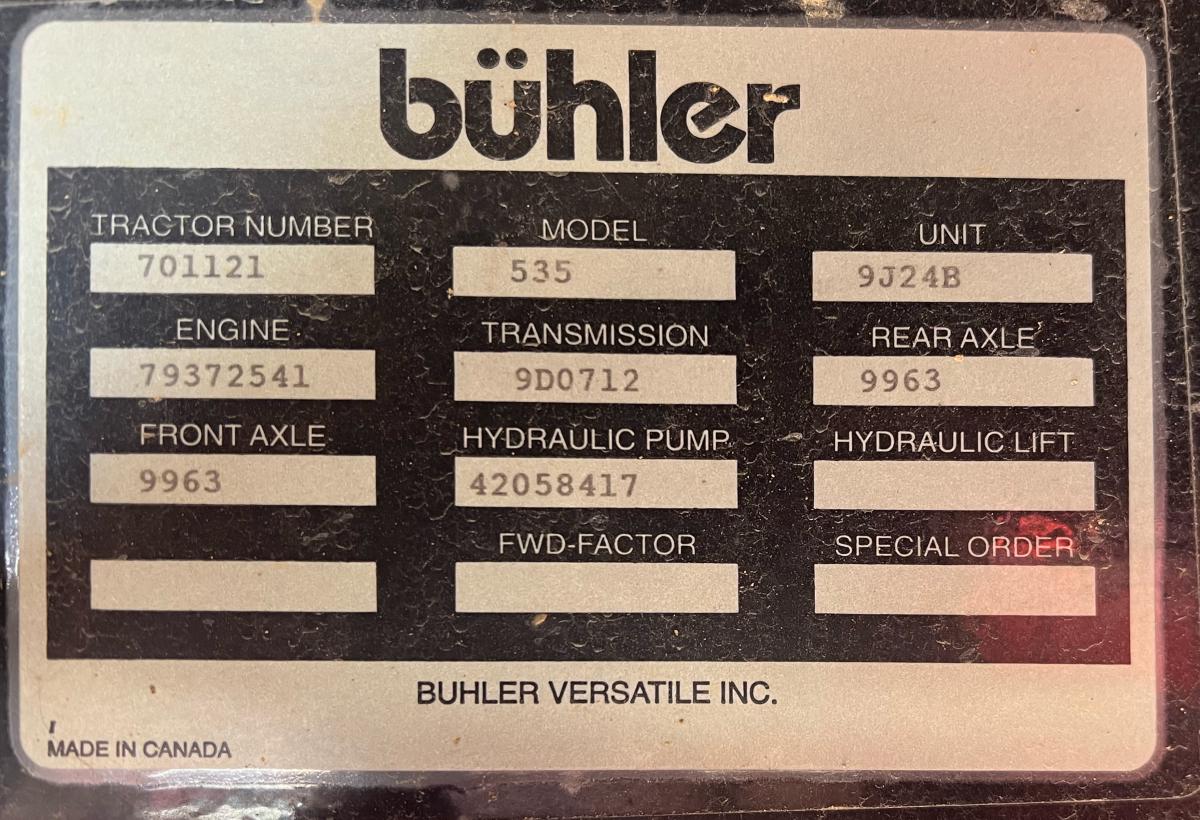 bühler
TRACTOR NUMBER MODEL UNIT
701121 535 9J24B
ENGINE TRANSMISSION REAR AXLE
79372541 9D0712 9963
FRONT AXLE HYDRAULIC PUMP HYDRAULIC LIFT
9963 42058417
FWD-FACTOR SPECIAL ORDER
BUHLER VERSATILE INC.
MADE IN CANADA